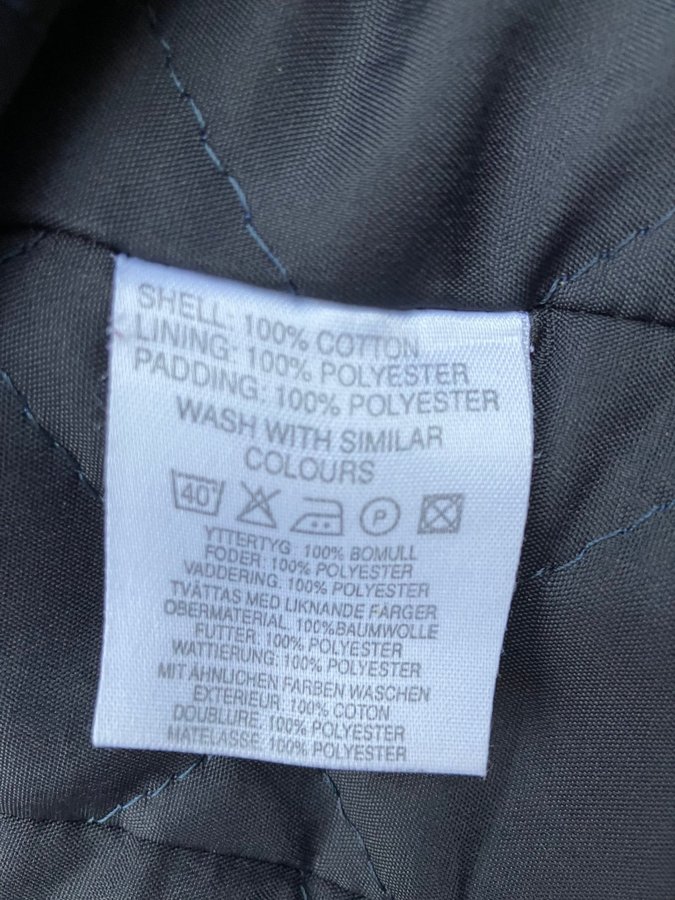 SHELL: 100% COTTON
LINING: 100% POLYESTER
PADDING: 100% POLYESTER
WASH WITH SIMILAR
COLOURS
40° P
YTTERTYG: 100% BOMULL
FODER: 100% POLYESTER
VADDERING: 100% POLYESTER
TVÄTTAS MED LIKNANDE FÄRGER
OBERMATERIAL: 100%BAUMWOLLE
FUTTER: 100% POLYESTER
WATTIERUNG: 100% POLYESTER
MIT ÄHNLICHEN FARBEN WASCHEN
EXTERIEUR: 100% COTON
DOUBLURE: 100% POLYESTER
MATELASSE: 100% POLYESTER